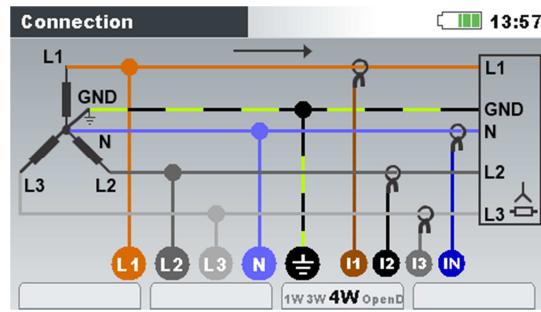 Connection 13:57
L1 L1
GND GND
N N
L3 L2 L2
L3
L1 L2 L3 N I1 I2 I3 IN
1W 3W 4W OpenD